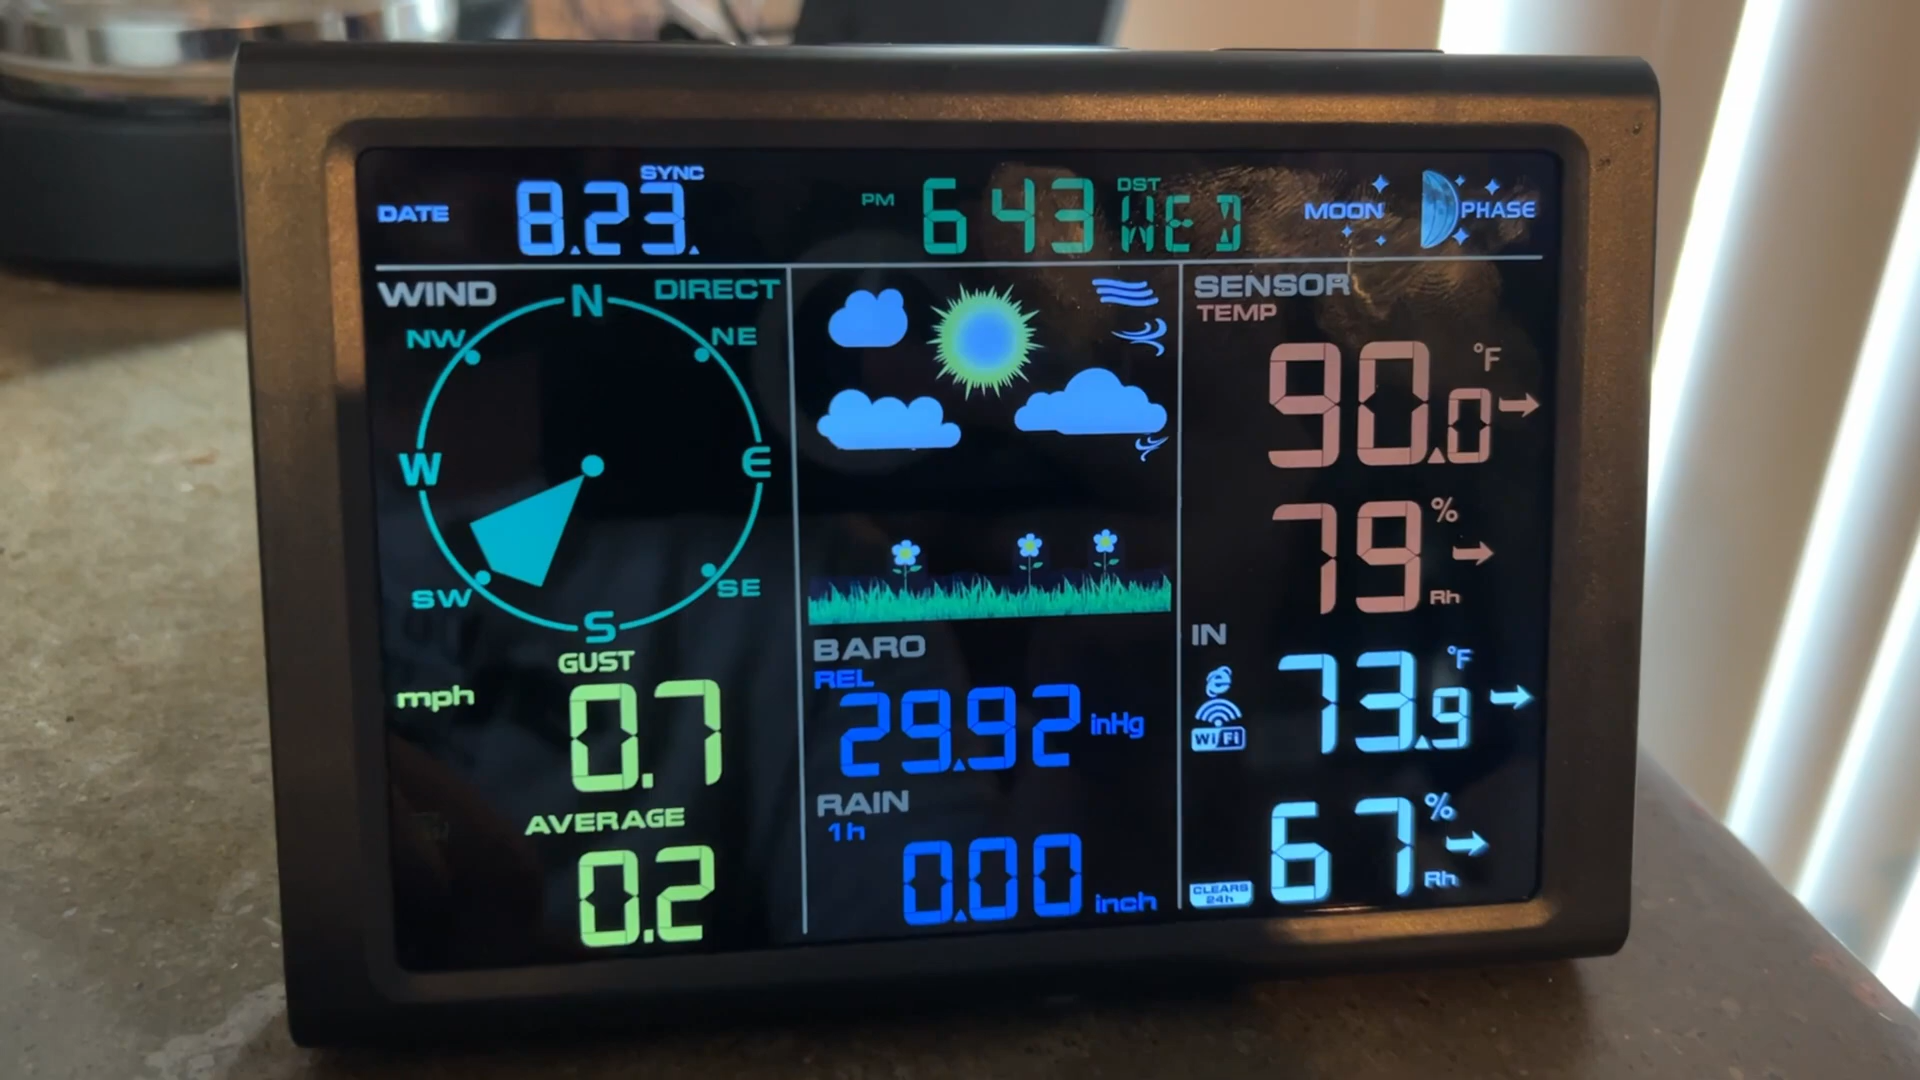 DATE 8.23. SYNC
PM 6 43 DST WED
MOON PHASE
WIND DIRECT
N
NW NE
W E
SW SE
S
GUST
mph 0.7
AVERAGE
0.2
BARO
REL
29.92 inHg
RAIN
1h
0.00 inch
SENSOR
TEMP
90.0 °F
79 % Rh
IN
73.9 °F
WiFi
67 % Rh
CLEARS
24h